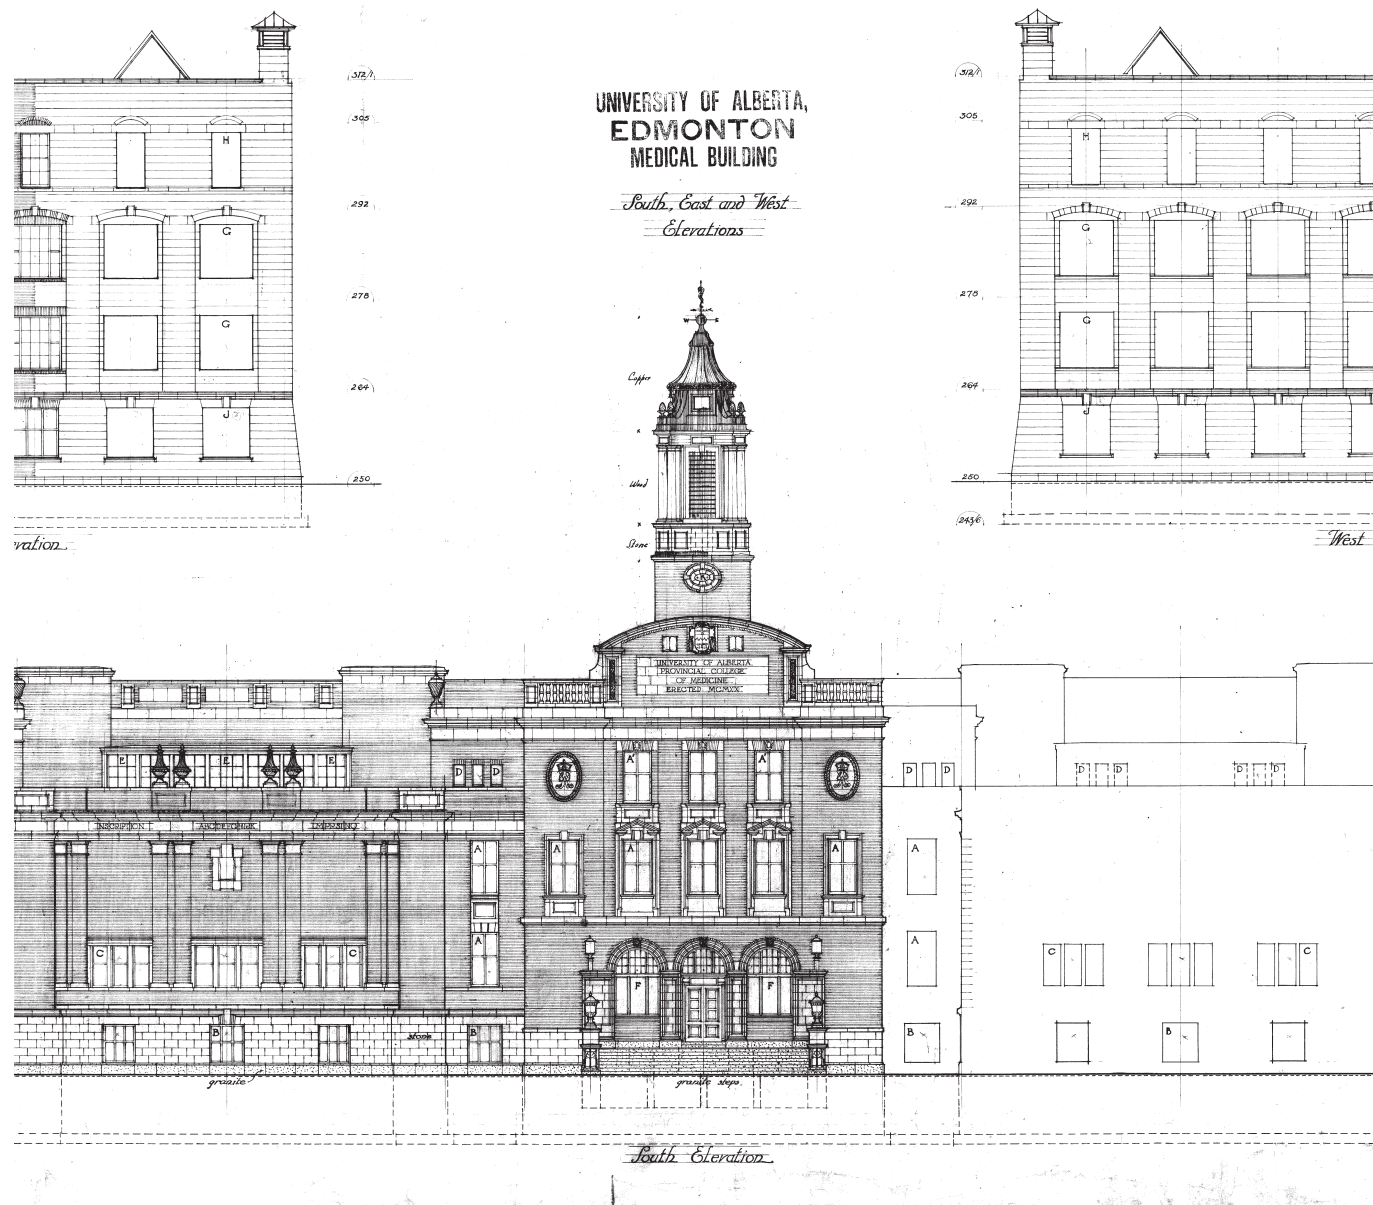 312/1
305
H
292
G
278
G
264
J
250
vation
UNIVERSITY OF ALBERTA,
EDMONTON
MEDICAL BUILDING
South, East and West
Elevations
312/1
305
H
292
G
278
G
264
J
250
243/6
West
W E
Copper
Wood
Stone
UNIVERSITY OF ALBERTA
PROVINCIAL COLLEGE
OF MEDICINE
ERECTED MCMXX
E E E
D D
A A
D D
D D
D D
INSCRIPTION
A A A A
A
A
A
C C
F F
C C
B
stone
B
B
B
granite
granite steps
South Elevation